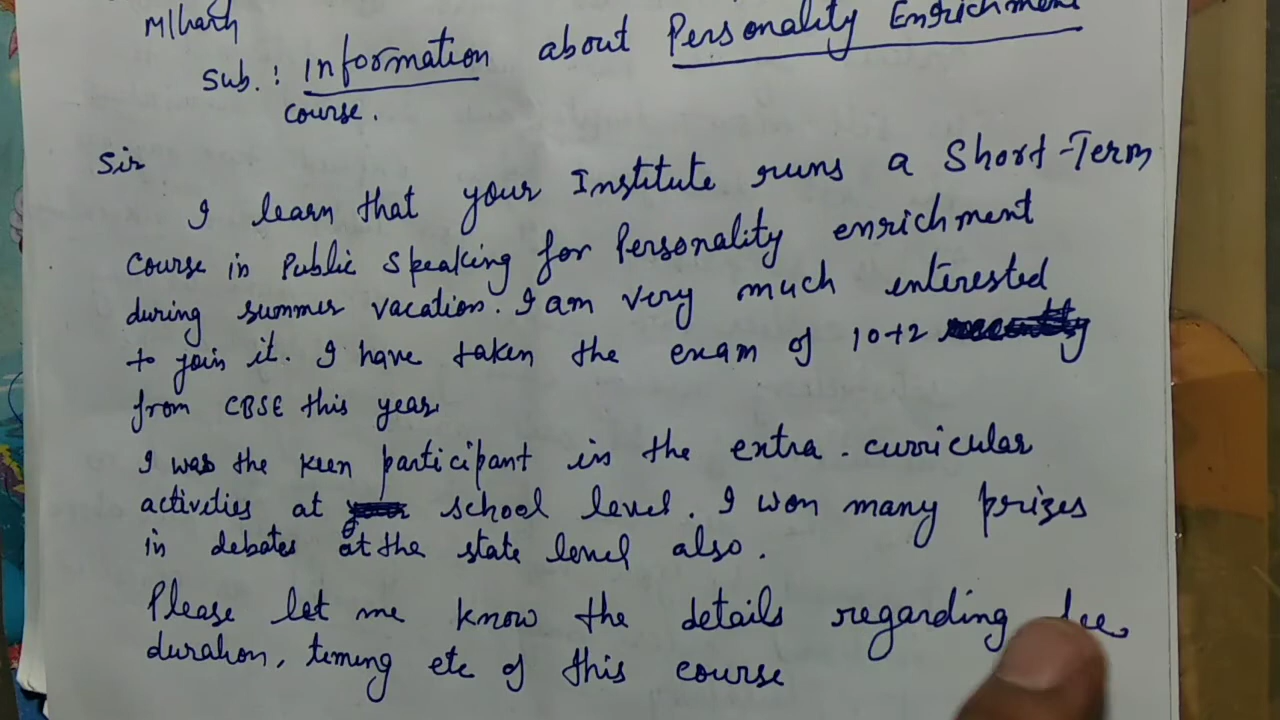 Sub. : Information about Personality Enrichment
course.
Sir
I learn that your Institute runs a Short-Term
course in Public Speaking for Personality enrichment
during summer vacation. I am very much interested
to join it. I have taken the exam of 10+2
from CBSE this year.
I was the keen participant in the extra. curricular
activities at school level. I won many prizes
in debates at the state level also.
Please let me know the details regarding fee,
duration, timing etc of this course